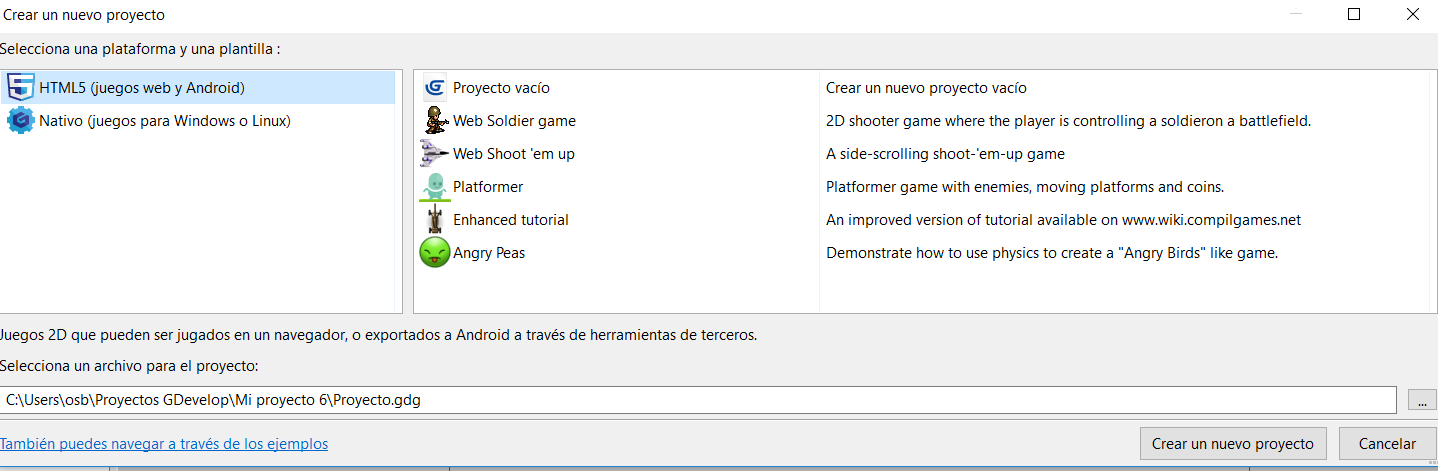 Crear un nuevo proyecto
Selecciona una plataforma y una plantilla :
HTML5 (juegos web y Android)
Nativo (juegos para Windows o Linux)
Proyecto vacío Crear un nuevo proyecto vacío
Web Soldier game 2D shooter game where the player is controlling a soldieron a battlefield.
Web Shoot 'em up A side-scrolling shoot-'em-up game
Platformer Platformer game with enemies, moving platforms and coins.
Enhanced tutorial An improved version of tutorial available on www.wiki.compilgames.net
Angry Peas Demonstrate how to use physics to create a "Angry Birds" like game.
Juegos 2D que pueden ser jugados en un navegador, o exportados a Android a través de herramientas de terceros.
Selecciona un archivo para el proyecto:
C:\Users\osb\Proyectos GDevelop\Mi proyecto 6\Proyecto.gdg ...
También puedes navegar a través de los ejemplos Crear un nuevo proyecto Cancelar